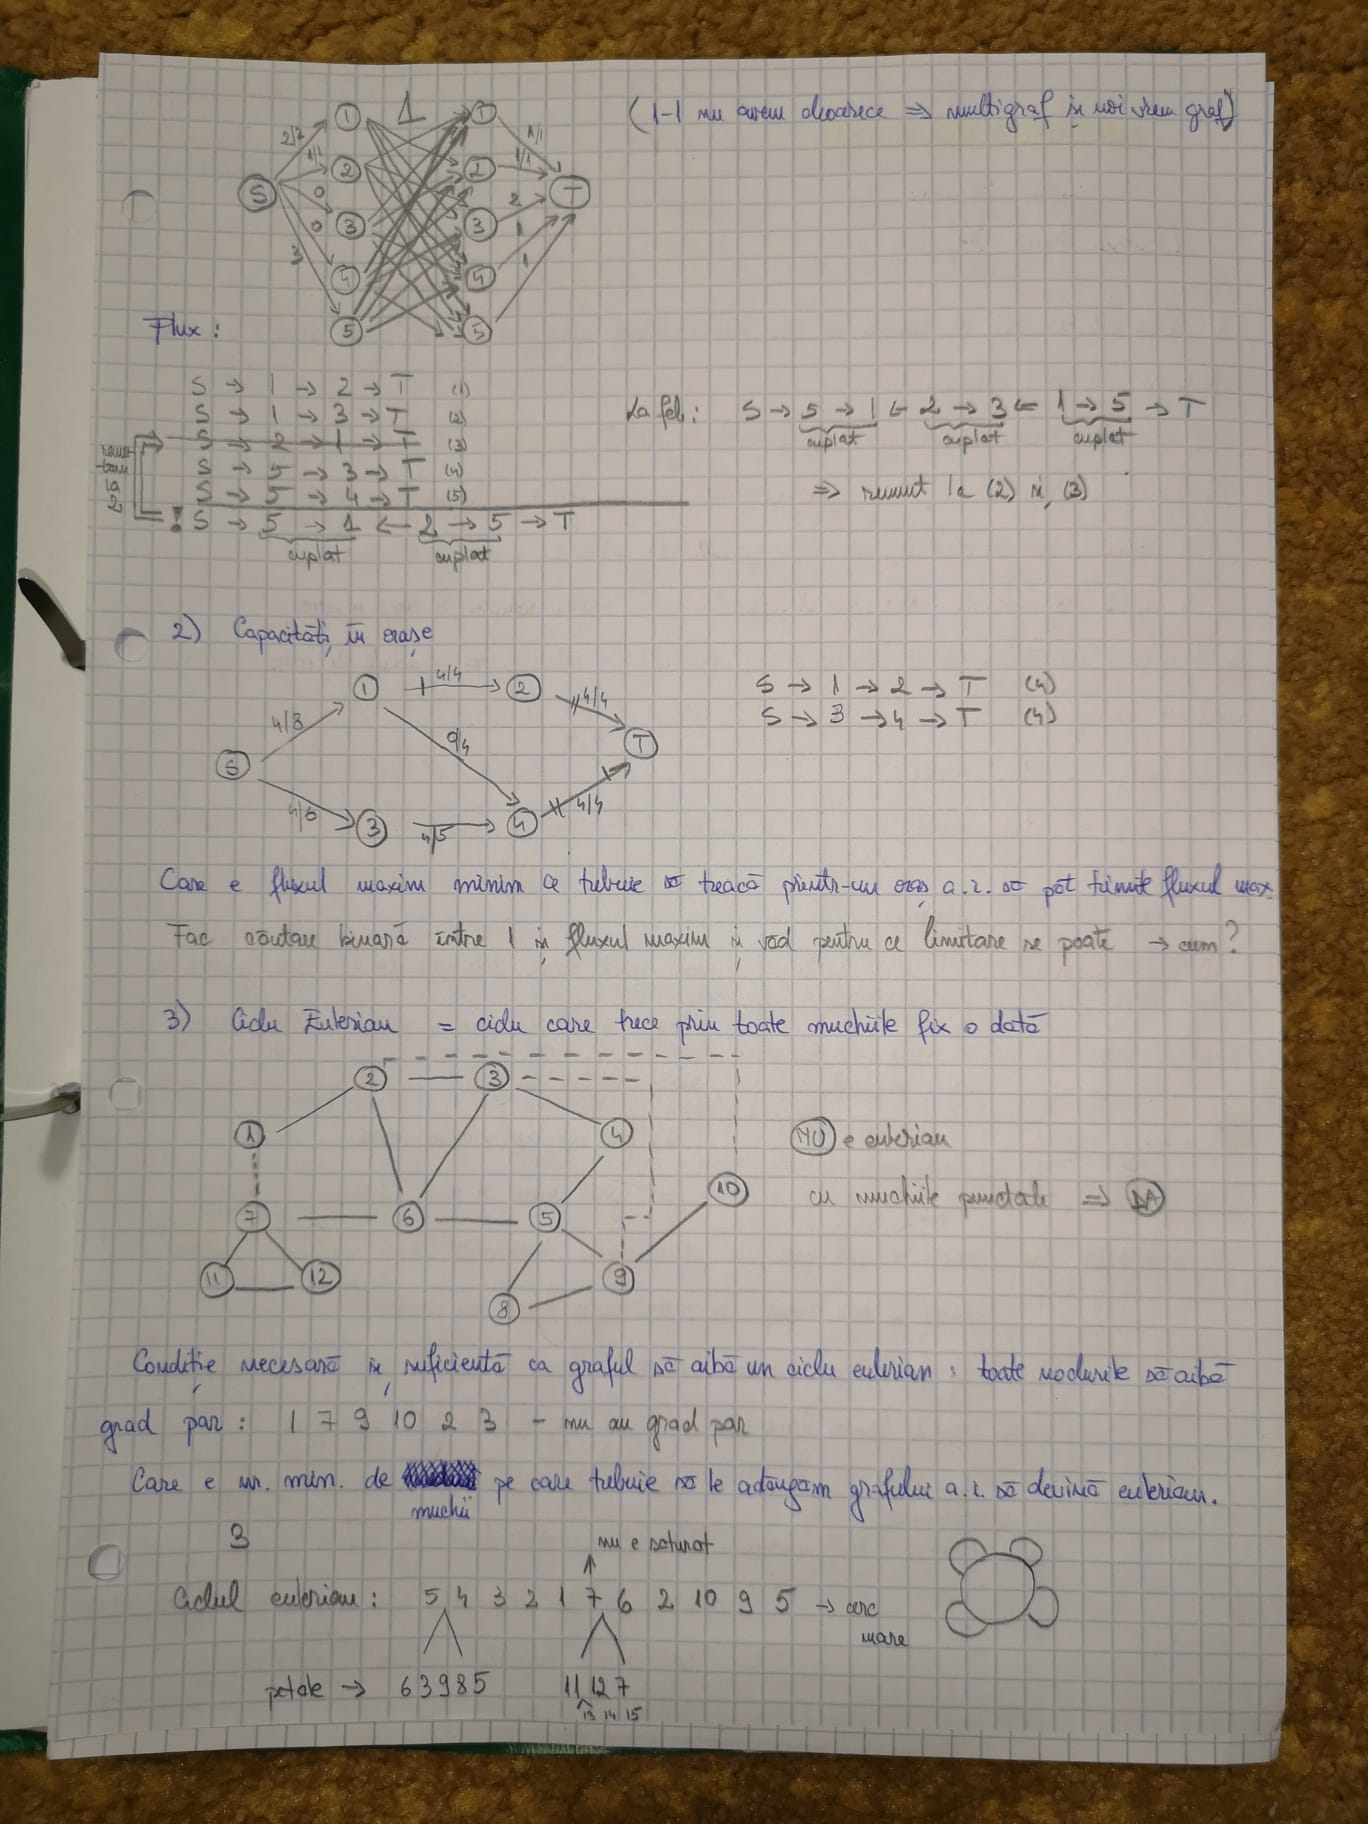 (1-1 nu avem deoarece => multigraf și noi vrem graf)
1
1 1
2/2
1/1
1/1
2 2
1/1
S T
0
2
3 3
0
1
3
1
4 4
5 5
Flux:
S → 1 → 2 → T (1)
S → 1 → 3 → T (2)
S → 2 → 1 → T (3)
S → 5 → 3 → T (4)
S → 5 → 4 → T (5)
! S → 5 → 1 ← 2 → 5 → T
cuplat cuplat
La fel: S → 5 → 1 ← 2 → 3 ← 1 → 5 → T
cuplat cuplat cuplat
=> renunț la (2) și (3)
2) Capacități în orașe
1 4/4 2 4/4
4/8 0/4 T
S
4/6 3 4/5 4 4/4
S → 1 → 2 → T (4)
S → 3 → 4 → T (4)
Care e fluxul maxim minim ce trebuie să treacă printr-un oraș a.î. să pot trimite fluxul max.
Fac căutare binară între 1 și fluxul maxim și văd pentru ce limitare se poate → cum?
3) Ciclu Eulerian = ciclu care trece prin toate muchiile fix o dată
2 3
1 4
10
7 6 5
11 12 9
8
NU e eulerian
cu muchiile punctate => DA
Condiție necesară și suficientă ca graful să aibă un ciclu eulerian: toate nodurile să aibă
grad par: 1 7 9 10 2 3 - nu au grad par
Care e nr. min. de pe care trebuie să le adăugăm grafului a.î. să devină eulerian.
muchii
3
nu e saturat
Ciclul eulerian: 5 4 3 2 1 7 6 2 10 9 5 → cerc
mare
petale → 6 3 9 8 5 11 12 7
13 14 15